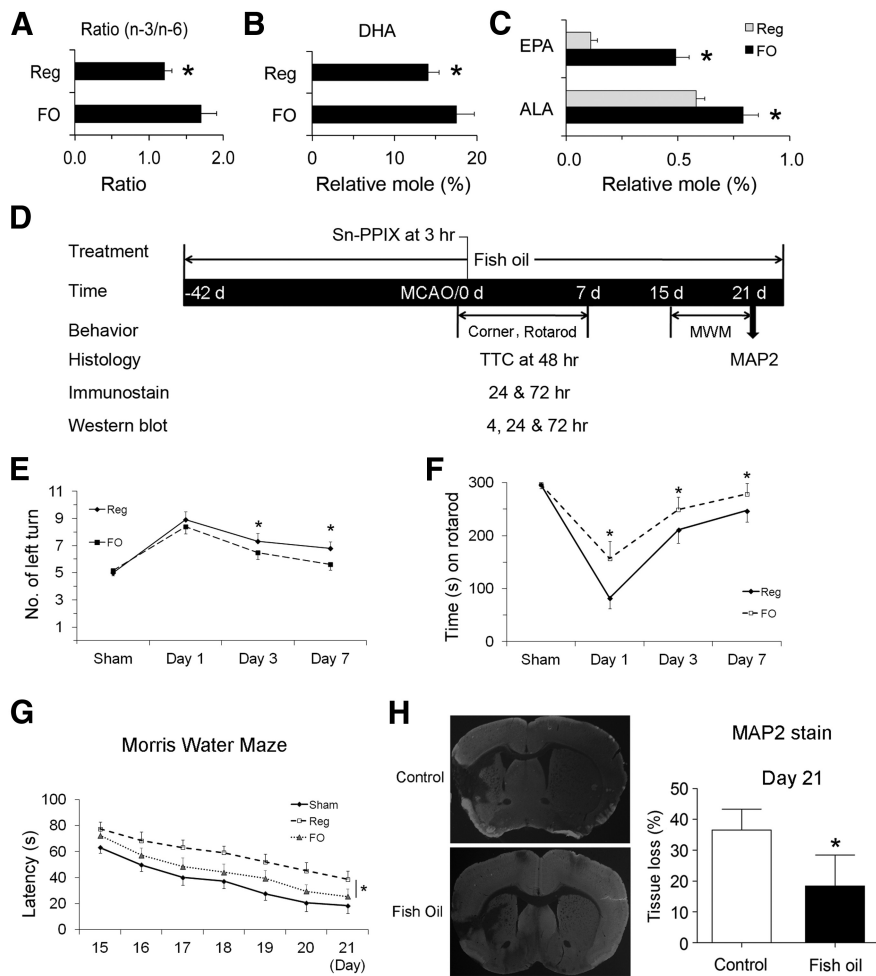 A
Ratio (n-3/n-6)
Reg
*
FO
0.0
1.0
2.0
Ratio
B
DHA
Reg
*
FO
0
10
20
Relative mole (%)
C
Reg
FO
EPA
*
ALA
*
0.0
0.5
1.0
Relative mole (%)
D
Sn-PPIX at 3 hr
Treatment
Fish oil
Time
-42 d
MCAO/0 d
7 d
15 d
21 d
Behavior
Corner, Rotarod
MWM
Histology
TTC at 48 hr
MAP2
Immunostain
24 & 72 hr
Western blot
4, 24 & 72 hr
E
11
9
7
5
3
1
No. of left turn
Reg
FO
*
*
Sham
Day 1
Day 3
Day 7
F
300
200
100
0
Time (s) on rotarod
*
*
*
Reg
FO
Sham
Day 1
Day 3
Day 7
G
Morris Water Maze
100
80
60
40
20
0
Latency (s)
Sham
Reg
FO
*
15
16
17
18
19
20
21
(Day)
H
Control
Fish Oil
MAP2 stain
Day 21
50
40
30
20
10
0
Tissue loss (%)
*
Control
Fish oil